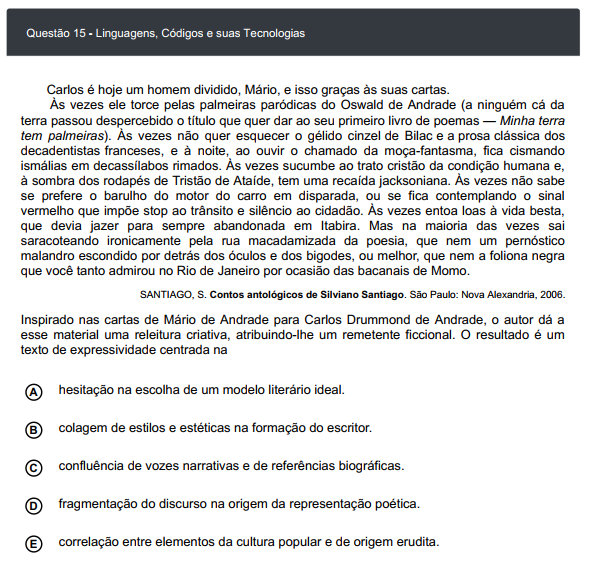 Questão 15 - Linguagens, Códigos e suas Tecnologias
Carlos é hoje um homem dividido, Mário, e isso graças às suas cartas.
Às vezes ele torce pelas palmeiras paródicas do Oswald de Andrade (a ninguém cá da
terra passou despercebido o título que quer dar ao seu primeiro livro de poemas — Minha terra
tem palmeiras). Às vezes não quer esquecer o gélido cinzel de Bilac e a prosa clássica dos
decadentistas franceses, e à noite, ao ouvir o chamado da moça-fantasma, fica cismando
ismálias em decassílabos rimados. Às vezes sucumbe ao trato cristão da condição humana e,
à sombra dos rodapés de Tristão de Ataíde, tem uma recaída jacksoniana. Às vezes não sabe
se prefere o barulho do motor do carro em disparada, ou se fica contemplando o sinal
vermelho que impõe stop ao trânsito e silêncio ao cidadão. Às vezes entoa loas à vida besta,
que devia jazer para sempre abandonada em Itabira. Mas na maioria das vezes sai
saracoteando ironicamente pela rua macadamizada da poesia, que nem um pernóstico
malandro escondido por detrás dos óculos e dos bigodes, ou melhor, que nem a foliona negra
que você tanto admirou no Rio de Janeiro por ocasião das bacanais de Momo.
SANTIAGO, S. Contos antológicos de Silviano Santiago. São Paulo: Nova Alexandria, 2006.
Inspirado nas cartas de Mário de Andrade para Carlos Drummond de Andrade, o autor dá a
esse material uma releitura criativa, atribuindo-lhe um remetente ficcional. O resultado é um
texto de expressividade centrada na
A hesitação na escolha de um modelo literário ideal.
B colagem de estilos e estéticas na formação do escritor.
C confluência de vozes narrativas e de referências biográficas.
D fragmentação do discurso na origem da representação poética.
E correlação entre elementos da cultura popular e de origem erudita.